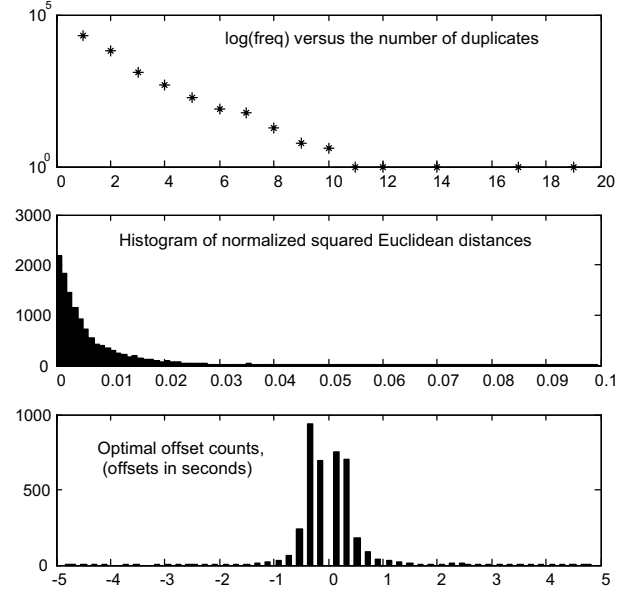 10^5
log(freq) versus the number of duplicates
10^0
0 2 4 6 8 10 12 14 16 18 20
3000
Histogram of normalized squared Euclidean distances
2000
1000
0
0 0.01 0.02 0.03 0.04 0.05 0.06 0.07 0.08 0.09 0.1
1000
Optimal offset counts,
(offsets in seconds)
500
0
-5 -4 -3 -2 -1 0 1 2 3 4 5